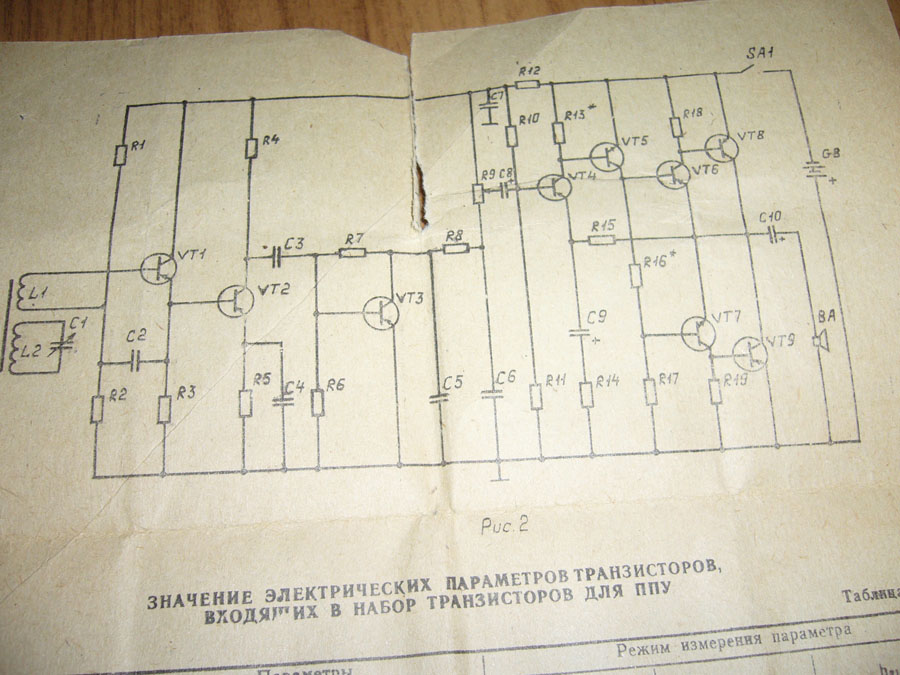 SA1
R12
C7
R1
R4
R10
R13*
VT5
R18
VT8
GB
+
R9
C8
+
VT4
VT6
VT1
C3
R7
R8
R15
C10
+
R16*
L1
VT2
VT3
C1
L2
C2
C9
+
VT7
BA
VT9
R2
R3
R5
C4
R6
C5
C6
R11
R14
R17
R19
Рис.2
ЗНАЧЕНИЕ ЭЛЕКТРИЧЕСКИХ ПАРАМЕТРОВ ТРАНЗИСТОРОВ,
ВХОДЯЩИХ В НАБОР ТРАНЗИСТОРОВ ДЛЯ ППУ
Таблица
Режим измерения параметра
Параметры